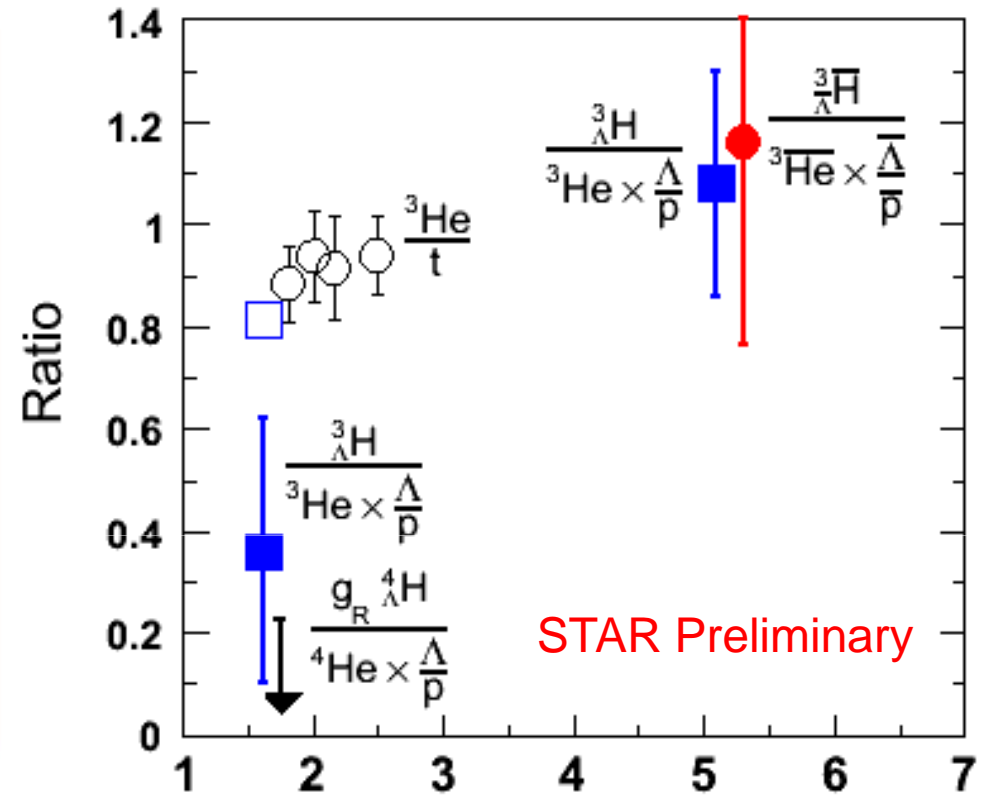 Ratio
1.4
1.2
1
0.8
0.6
0.4
0.2
0
1 2 3 4 5 6 7
³He
t
³ΛH
³He × Λ
p
³Λ̅H̅
³H̅e̅ × Λ̅
p̅
³ΛH
³He × Λ
p
gR ⁴ΛH
⁴He × Λ
p
STAR Preliminary